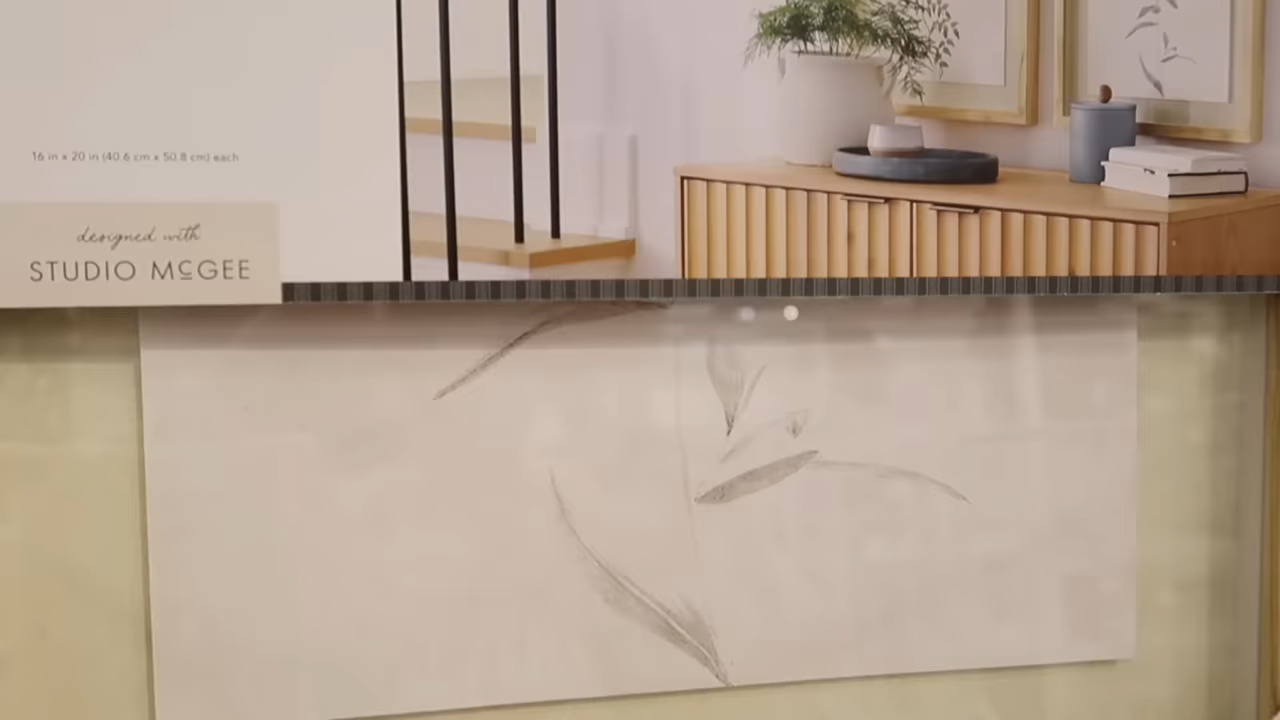 16 in x 20 in (40.6 cm x 50.8 cm) each
designed with
STUDIO McGEE